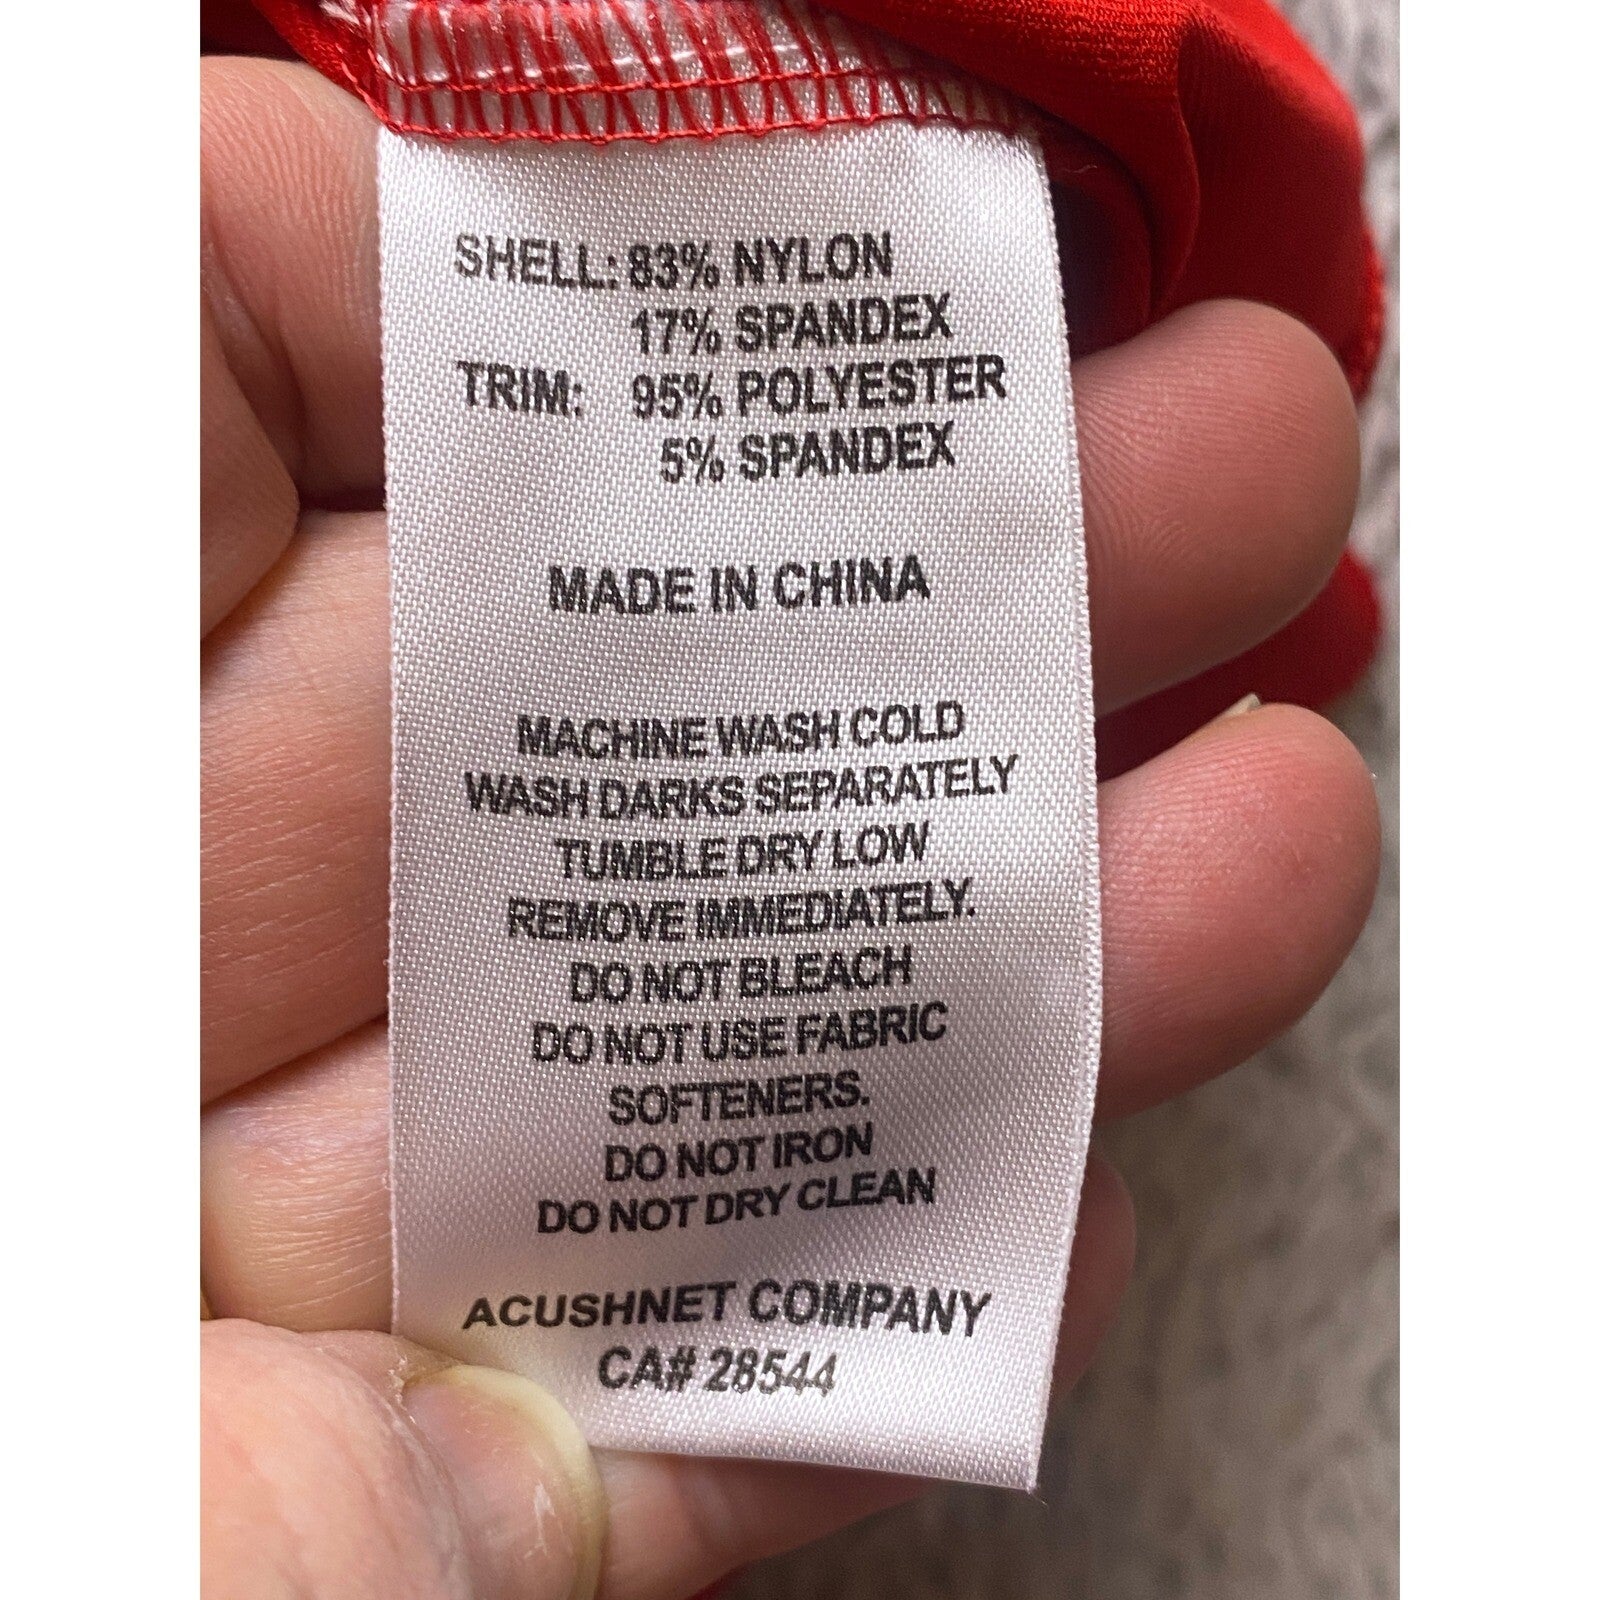 SHELL: 83% NYLON
17% SPANDEX
TRIM: 95% POLYESTER
5% SPANDEX
MADE IN CHINA
MACHINE WASH COLD
WASH DARKS SEPARATELY
TUMBLE DRY LOW
REMOVE IMMEDIATELY.
DO NOT BLEACH
DO NOT USE FABRIC
SOFTENERS.
DO NOT IRON
DO NOT DRY CLEAN
ACUSHNET COMPANY
CA# 28544